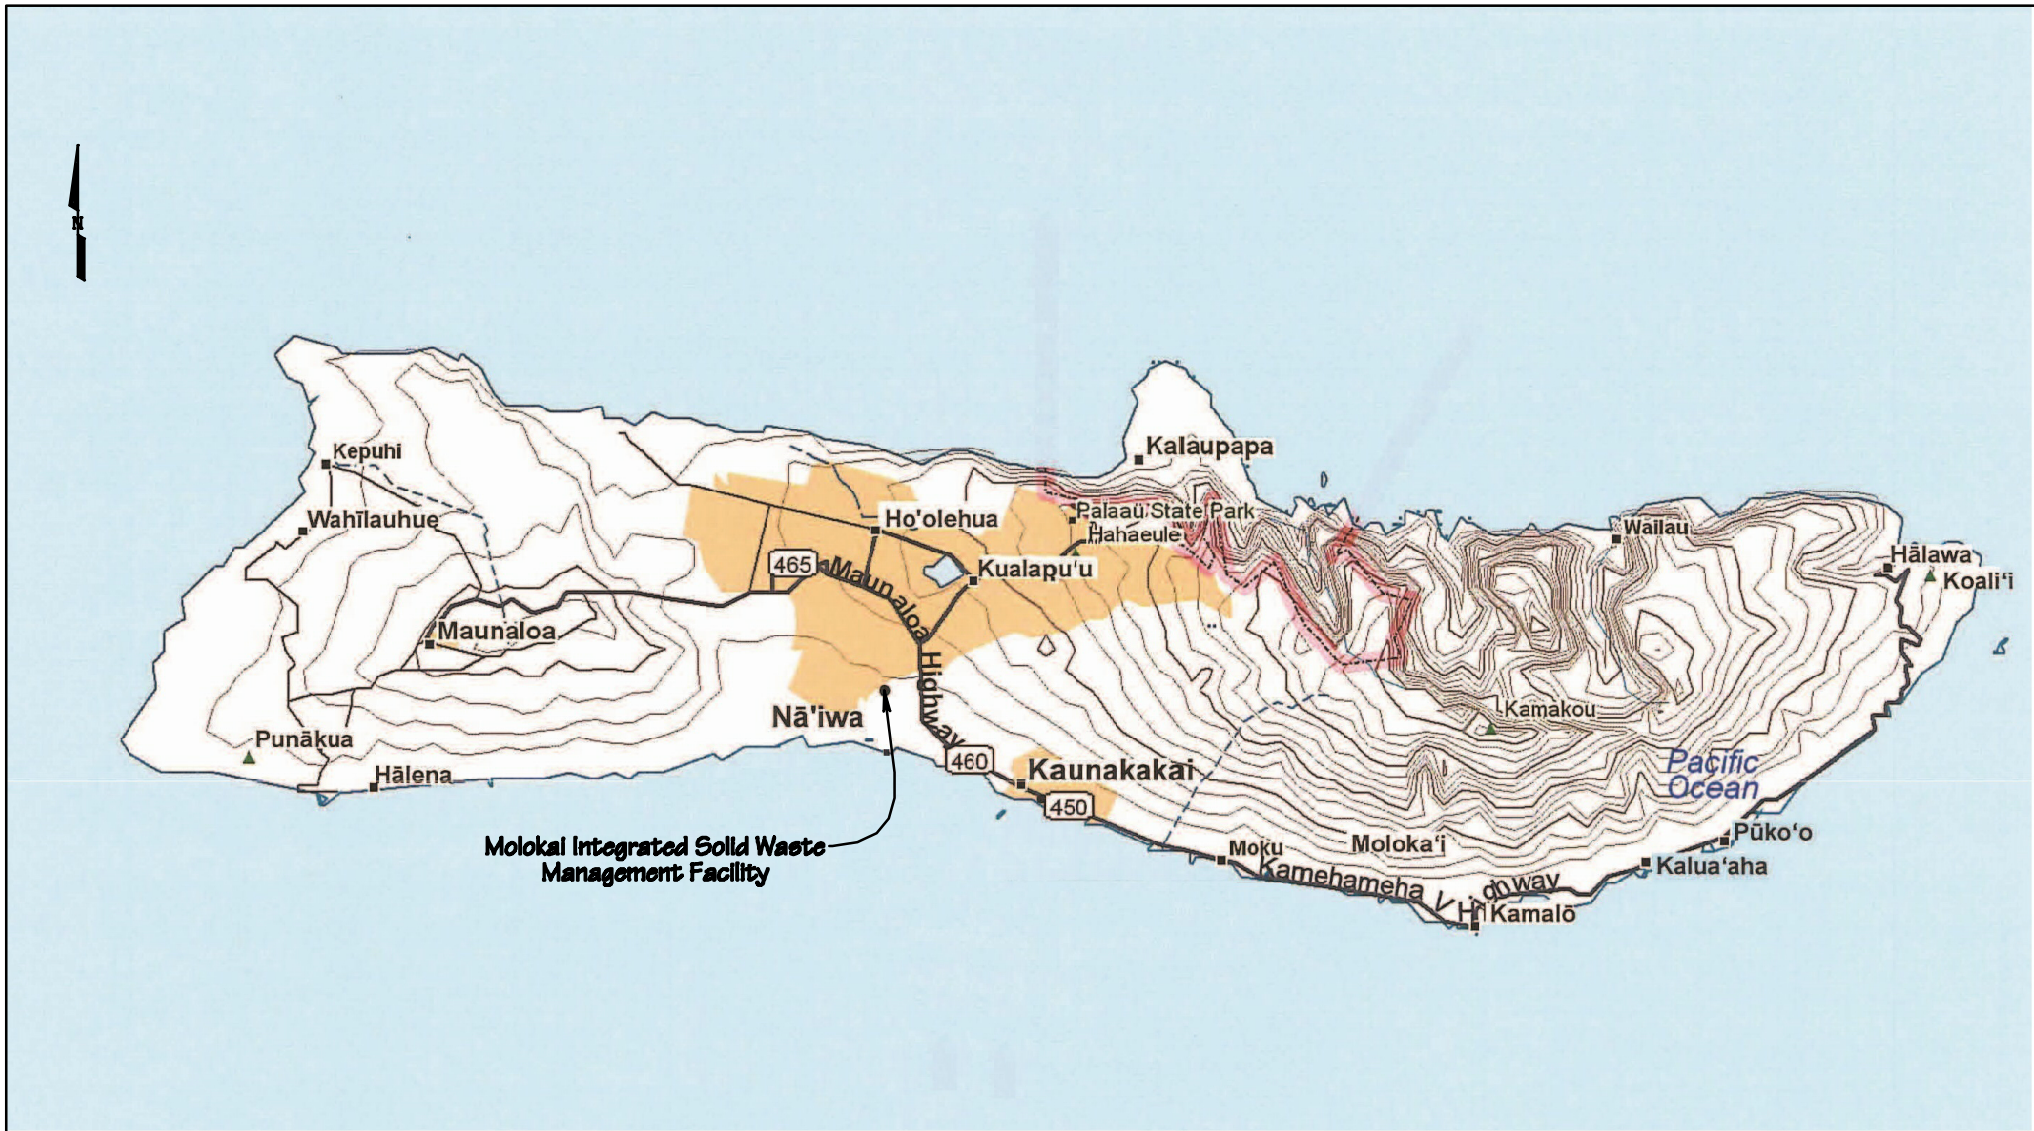 N
Kepuhi
Kalaupapa
Wahīlauhue
Ho'olehua
Palaau State Park
Hahaeule
Wailau
Hālawa
Koali'i
465
Maunaloa
Highway
Kualapu'u
Maunaloa
Nā'iwa
Kamakou
Punākua
Hālena
460
Kaunakakai
450
Pacific
Ocean
Molokai Integrated Solid Waste
Management Facility
Moku
Moloka'i
Pūko'o
Kalua'aha
Kamehameha V Highway
Kamalō